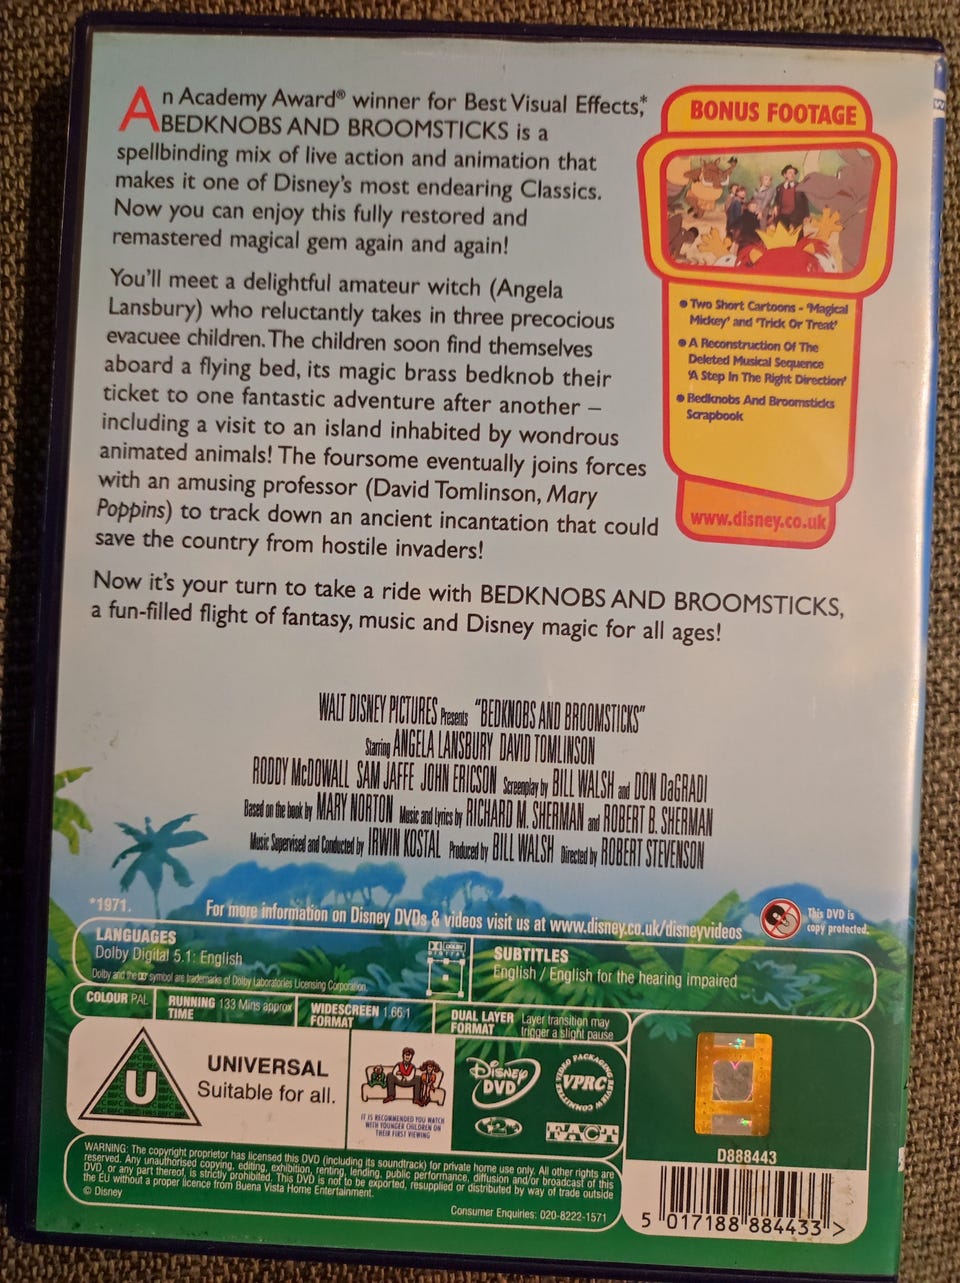 An Academy Award® winner for Best Visual Effects,*
BEDKNOBS AND BROOMSTICKS is a
spellbinding mix of live action and animation that
makes it one of Disney's most endearing Classics.
Now you can enjoy this fully restored and
remastered magical gem again and again!
You'll meet a delightful amateur witch (Angela
Lansbury) who reluctantly takes in three precocious
evacuee children. The children soon find themselves
aboard a flying bed, its magic brass bedknob their
ticket to one fantastic adventure after another –
including a visit to an island inhabited by wondrous
animated animals! The foursome eventually joins forces
with an amusing professor (David Tomlinson, Mary
Poppins) to track down an ancient incantation that could
save the country from hostile invaders!
Now it's your turn to take a ride with BEDKNOBS AND BROOMSTICKS,
a fun-filled flight of fantasy, music and Disney magic for all ages!
BONUS FOOTAGE
• Two Short Cartoons - 'Magical
Mickey' and 'Trick Or Treat'
• A Reconstruction Of The
Deleted Musical Sequence
'A Step In The Right Direction'
• Bedknobs And Broomsticks
Scrapbook
www.disney.co.uk
WALT DISNEY PICTURES Presents "BEDKNOBS AND BROOMSTICKS"
Starring ANGELA LANSBURY DAVID TOMLINSON
RODDY McDOWALL SAM JAFFE JOHN ERICSON Screenplay by BILL WALSH and DON DaGRADI
Based on the book by MARY NORTON Music and Lyrics by RICHARD M. SHERMAN and ROBERT B. SHERMAN
Music Supervised and Conducted by IRWIN KOSTAL Produced by BILL WALSH Directed by ROBERT STEVENSON
*1971.
For more information on Disney DVDs & videos visit us at www.disney.co.uk/disneyvideos
This DVD is
copy protected.
LANGUAGES
Dolby Digital 5.1: English
Dolby and the DD symbol are trademarks of Dolby Laboratories Licensing Corporation.
DOLBY
DIGITAL
SUBTITLES
English / English for the hearing impaired
COLOUR PAL
RUNNING TIME 133 Mins approx
WIDESCREEN FORMAT 1.66:1
DUAL LAYER FORMAT Layer transition may
trigger a slight pause
U
UNIVERSAL
Suitable for all.
IT IS RECOMMENDED YOU WATCH
WITH YOUNGER CHILDREN ON
THEIR FIRST VIEWING
DISNEY
DVD
VIDEO PACKAGING REVIEW COMMITTEE
VPRC
2
FACT
D888443
5 017188 884433 >
WARNING: The copyright proprietor has licensed this DVD (including its soundtrack) for private home use only. All other rights are
reserved. Any unauthorised copying, editing, exhibition, renting, lending, public performance, diffusion and/or broadcast of this
DVD, or any part thereof, is strictly prohibited. This DVD is not to be exported, resupplied or distributed by way of trade outside
the EU without a proper licence from Buena Vista Home Entertainment.
© Disney
Consumer Enquiries: 020-8222-1571